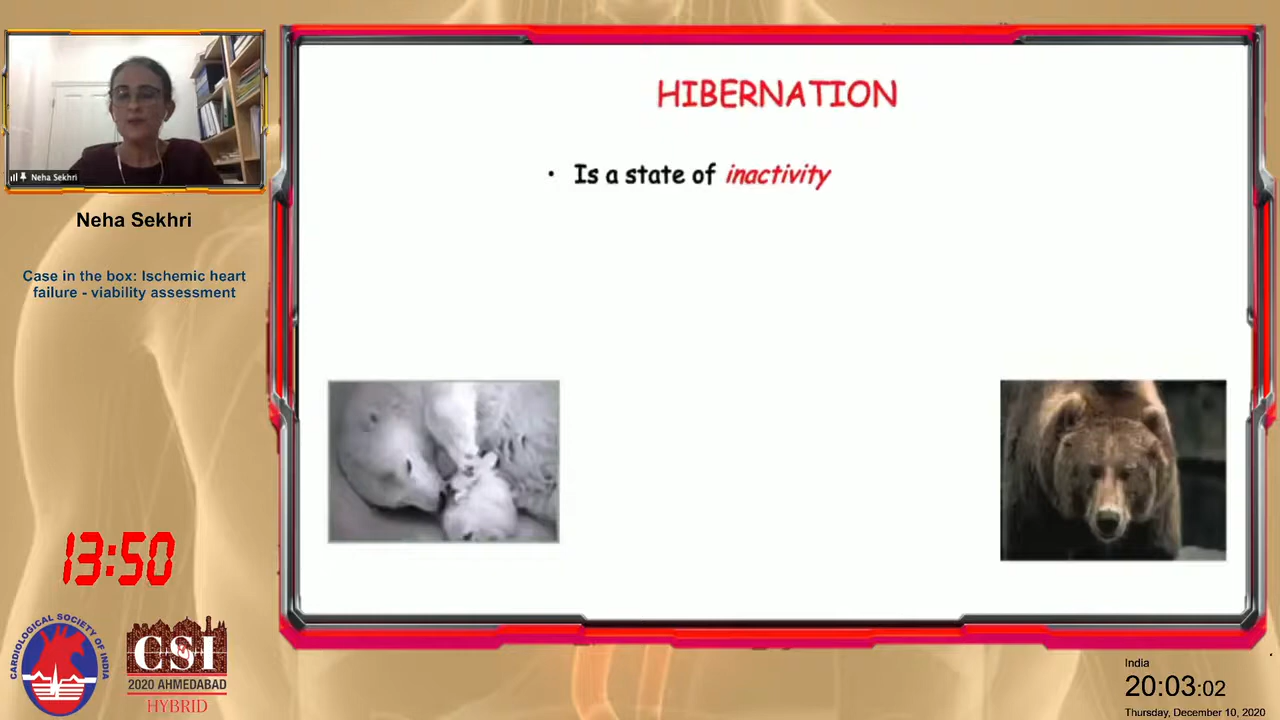 Neha Sekhri
Neha Sekhri
Case in the box: Ischemic heart
failure - viability assessment
HIBERNATION
• Is a state of inactivity
13:50
CARDIOLOGICAL SOCIETY OF INDIA
CSI
2020 AHMEDABAD
HYBRID
India
20:03:02
Thursday, December 10, 2020